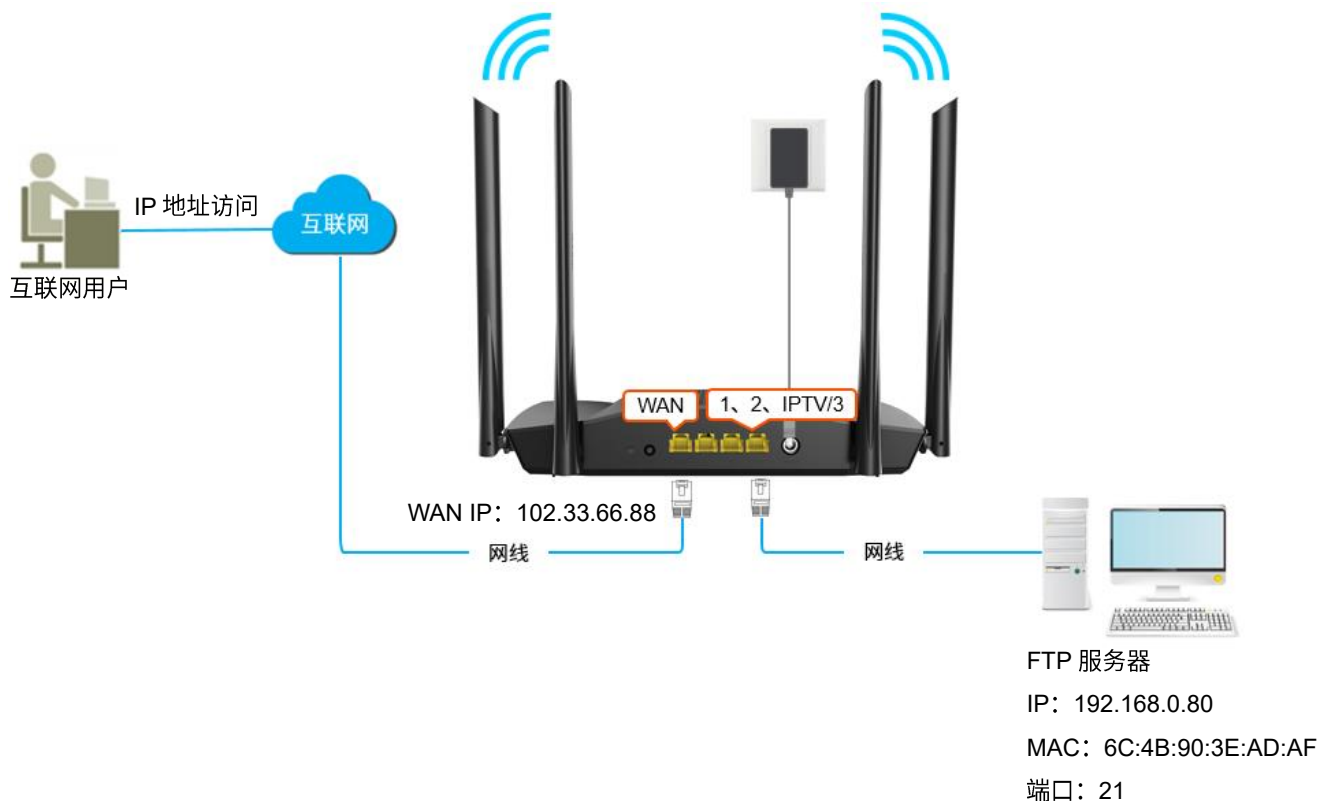 IP 地址访问
互联网
互联网用户
WAN
1、2、IPTV/3
WAN IP：102.33.66.88
网线
网线
FTP 服务器
IP：192.168.0.80
MAC：6C:4B:90:3E:AD:AF
端口：21